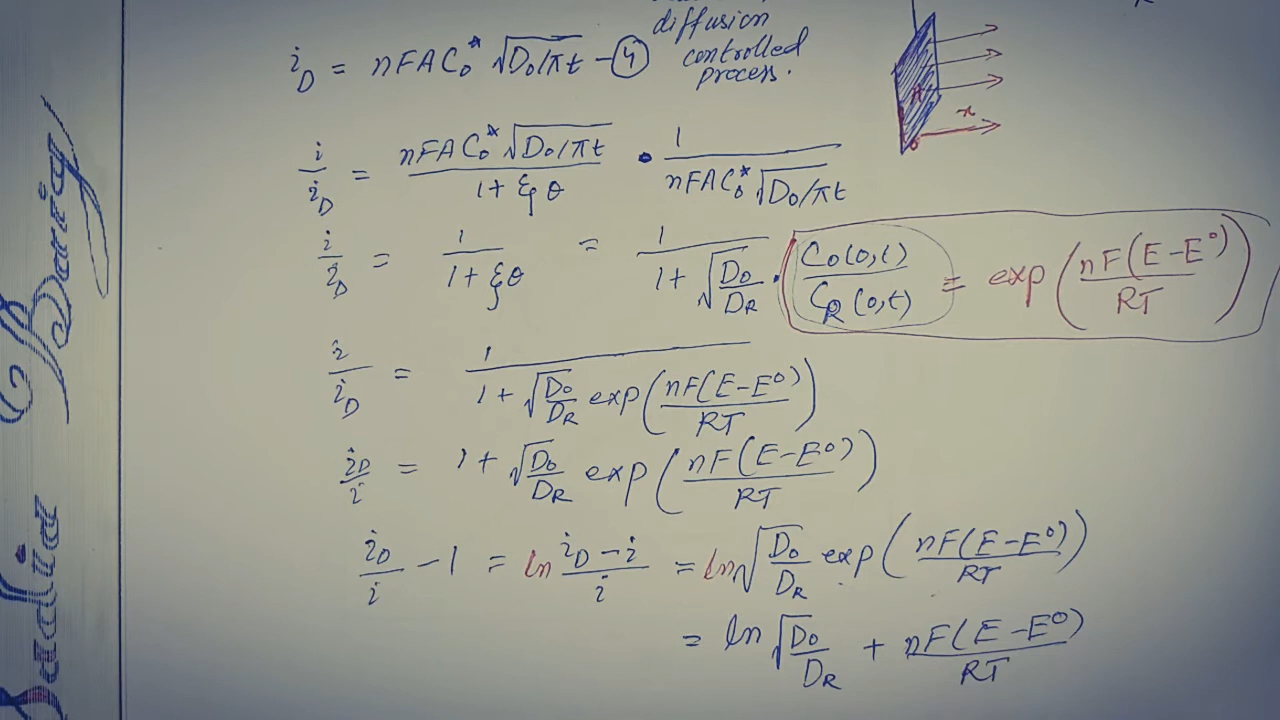 diffusion
controlled
process.
i_D = nFAC_o* √D_o/πt – ④
A
x
o
i/i_D = nFAC_o* √D_o/πt / 1 + ξθ · 1 / nFAC_o* √D_o/πt
i/i_D = 1 / 1 + ξθ = 1 / 1 + √D_o/D_R · C_o(o,t) / C_R(o,t) = exp(nF(E-E°)/RT)
i/i_D = 1 / 1 + √D_o/D_R exp(nF(E-E°)/RT)
i_D/i = 1 + √D_o/D_R exp(nF(E-E°)/RT)
i_D/i - 1 = ln i_D - i / i = ln √D_o/D_R exp(nF(E-E°)/RT)
= ln √D_o/D_R + nF(E-E°)/RT
Sadia